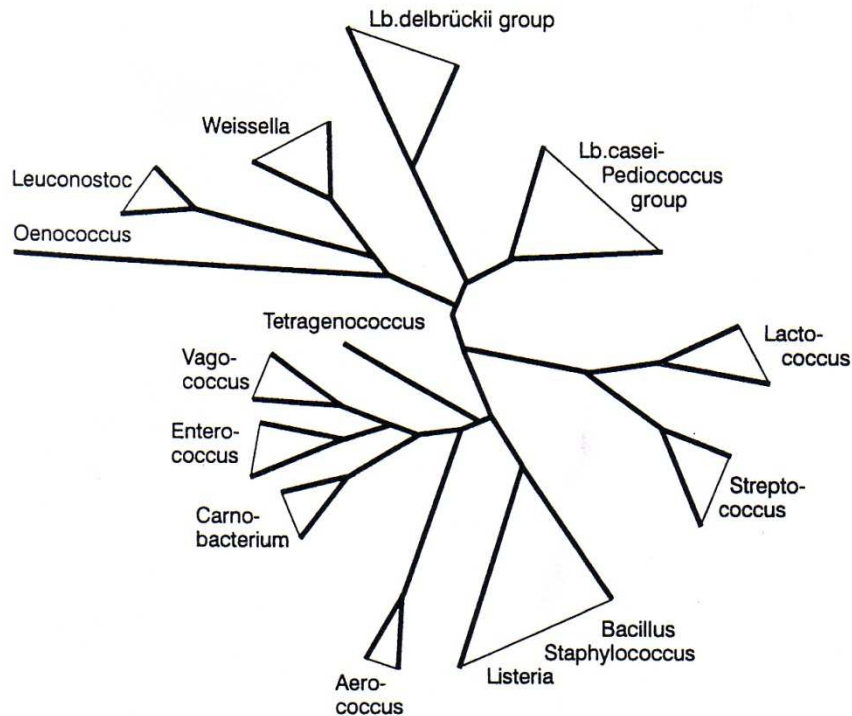 Lb.delbrückii group
Weissella
Lb.casei-
Pediococcus
group
Leuconostoc
Oenococcus
Tetragenococcus
Lacto-
coccus
Vago-
coccus
Entero-
coccus
Strepto-
coccus
Carno-
bacterium
Bacillus
Staphylococcus
Listeria
Aero-
coccus